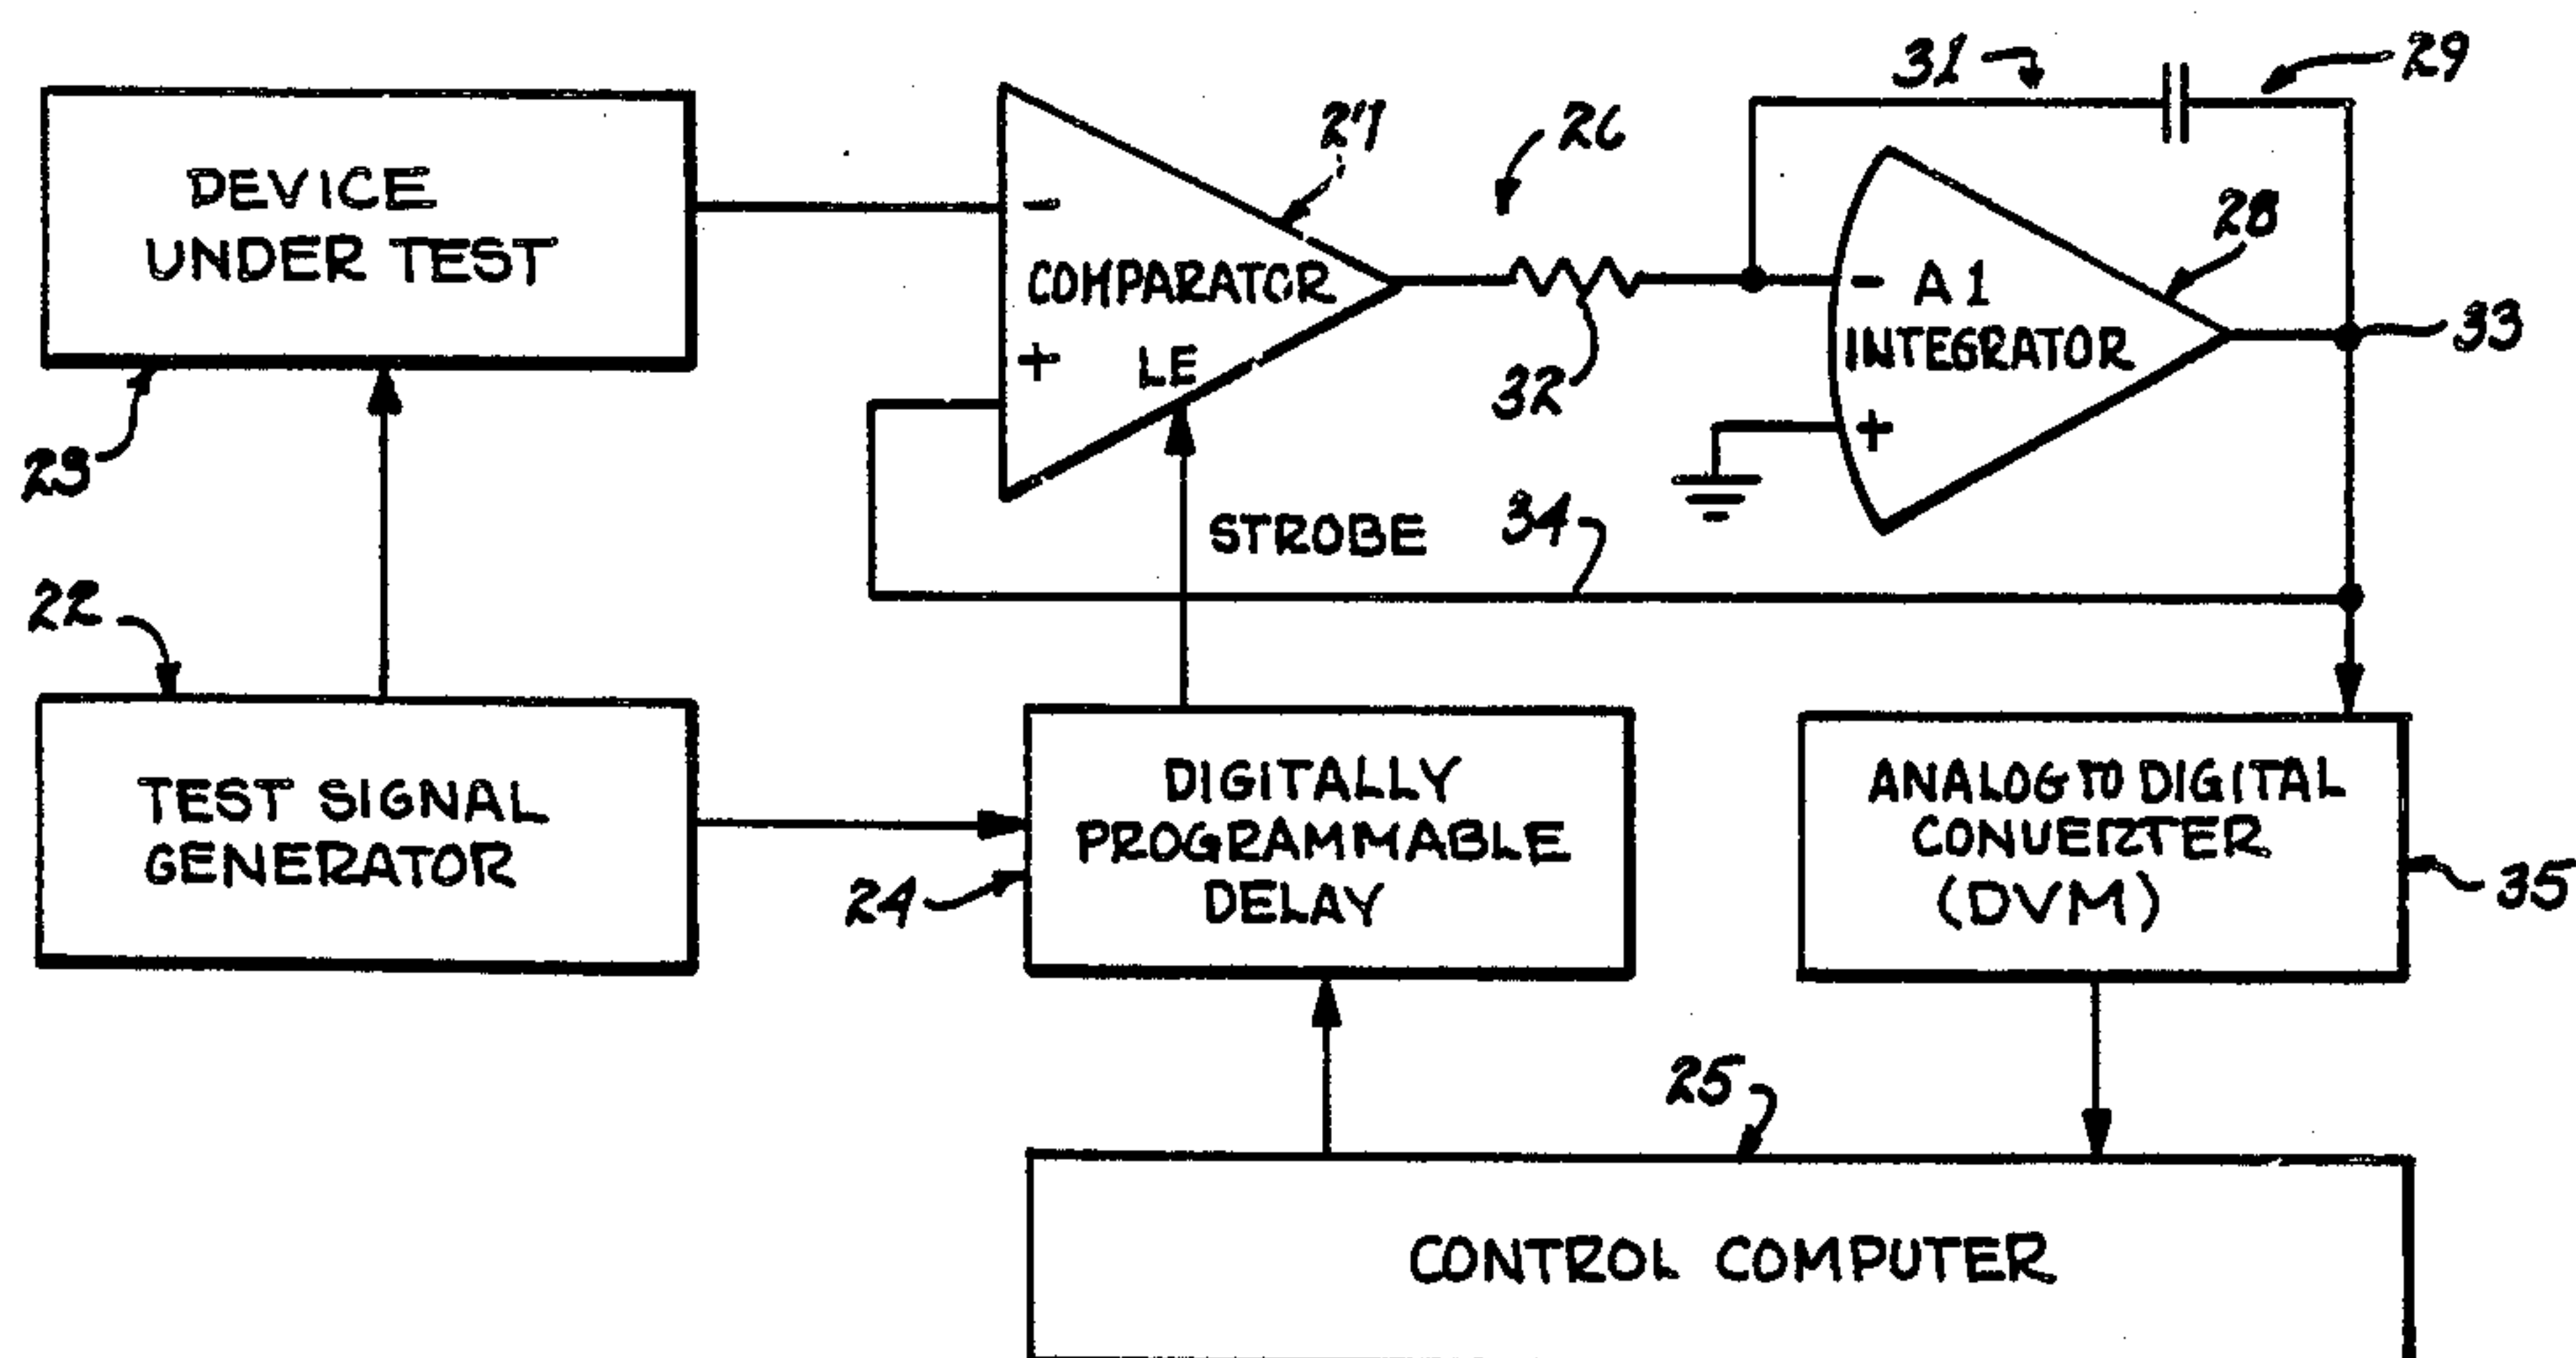 31
29
27
26
DEVICE
UNDER TEST
-
COMPARATOR
+
LE
- A1
INTEGRATOR
+
28
33
32
23
34
STROBE
22
TEST SIGNAL
GENERATOR
24
DIGITALLY
PROGRAMMABLE
DELAY
ANALOG TO DIGITAL
CONVERTER
(DVM)
35
25
CONTROL COMPUTER